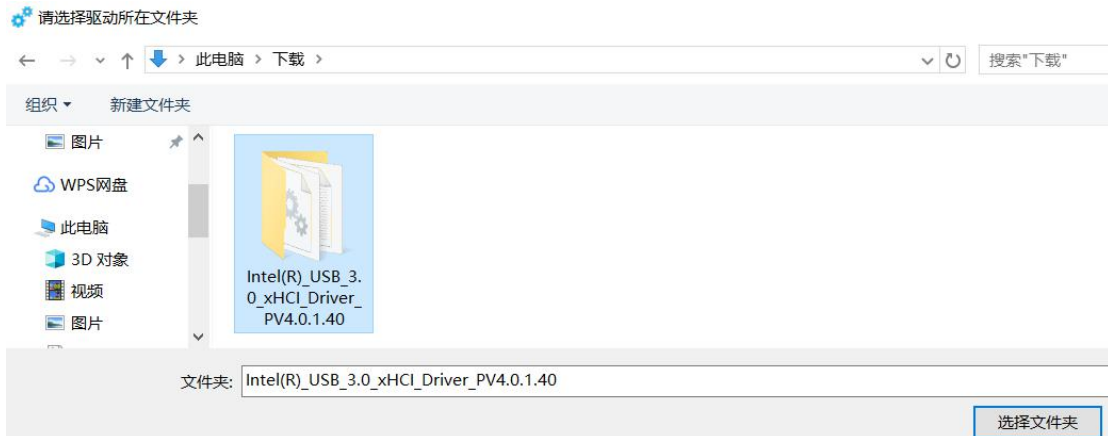 请选择驱动所在文件夹
此电脑 > 下载 >
搜索"下载"
组织 新建文件夹
图片
WPS网盘
此电脑
3D 对象
视频
图片
Intel(R)_USB_3.
0_xHCI_Driver_
PV4.0.1.40
文件夹: Intel(R)_USB_3.0_xHCI_Driver_PV4.0.1.40
选择文件夹